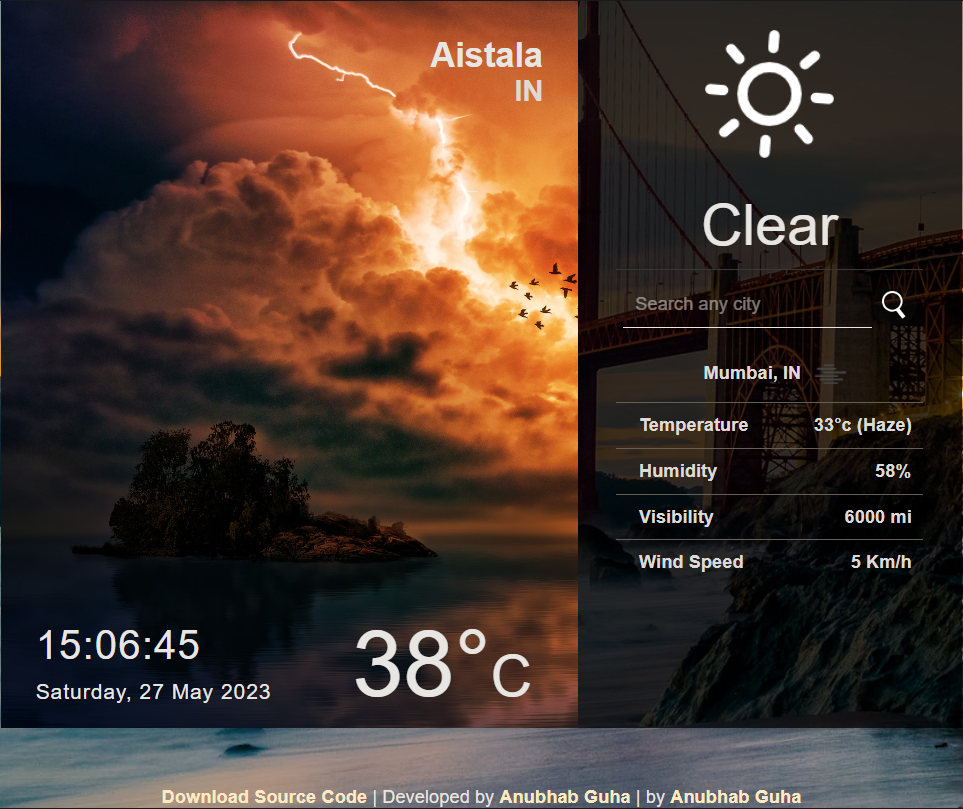 Aistala
IN
15:06:45
Saturday, 27 May 2023
38°C
Clear
Search any city
Mumbai, IN
Temperature 33°c (Haze)
Humidity 58%
Visibility 6000 mi
Wind Speed 5 Km/h
Download Source Code | Developed by Anubhab Guha | by Anubhab Guha